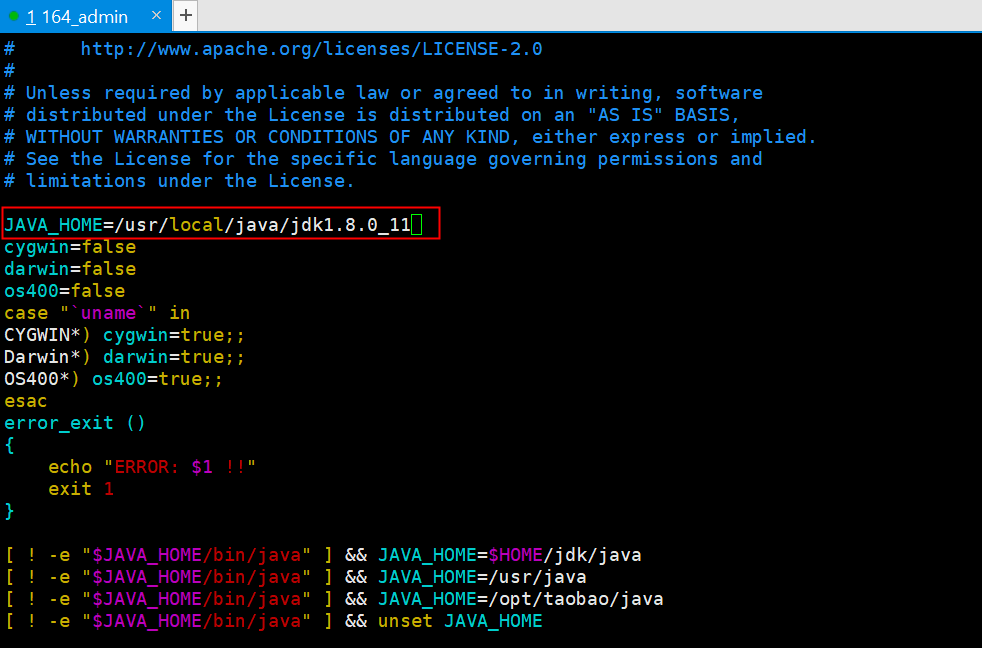 1 164_admin × +
#      http://www.apache.org/licenses/LICENSE-2.0
#
# Unless required by applicable law or agreed to in writing, software
# distributed under the License is distributed on an "AS IS" BASIS,
# WITHOUT WARRANTIES OR CONDITIONS OF ANY KIND, either express or implied.
# See the License for the specific language governing permissions and
# limitations under the License.

JAVA_HOME=/usr/local/java/jdk1.8.0_11
cygwin=false
darwin=false
os400=false
case "`uname`" in
CYGWIN*) cygwin=true;;
Darwin*) darwin=true;;
OS400*) os400=true;;
esac
error_exit ()
{
    echo "ERROR: $1 !!"
    exit 1
}

[ ! -e "$JAVA_HOME/bin/java" ] && JAVA_HOME=$HOME/jdk/java
[ ! -e "$JAVA_HOME/bin/java" ] && JAVA_HOME=/usr/java
[ ! -e "$JAVA_HOME/bin/java" ] && JAVA_HOME=/opt/taobao/java
[ ! -e "$JAVA_HOME/bin/java" ] && unset JAVA_HOME